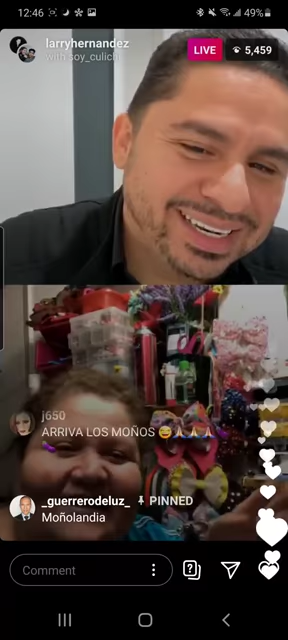 12:46
49%
larryhernandez
with soy_culichi
LIVE
5,459
j650
ARRIVA LOS MOÑOS 😅🙏🙏🙏
_guerrerodeluz_ PINNED
Moñolandia
Comment